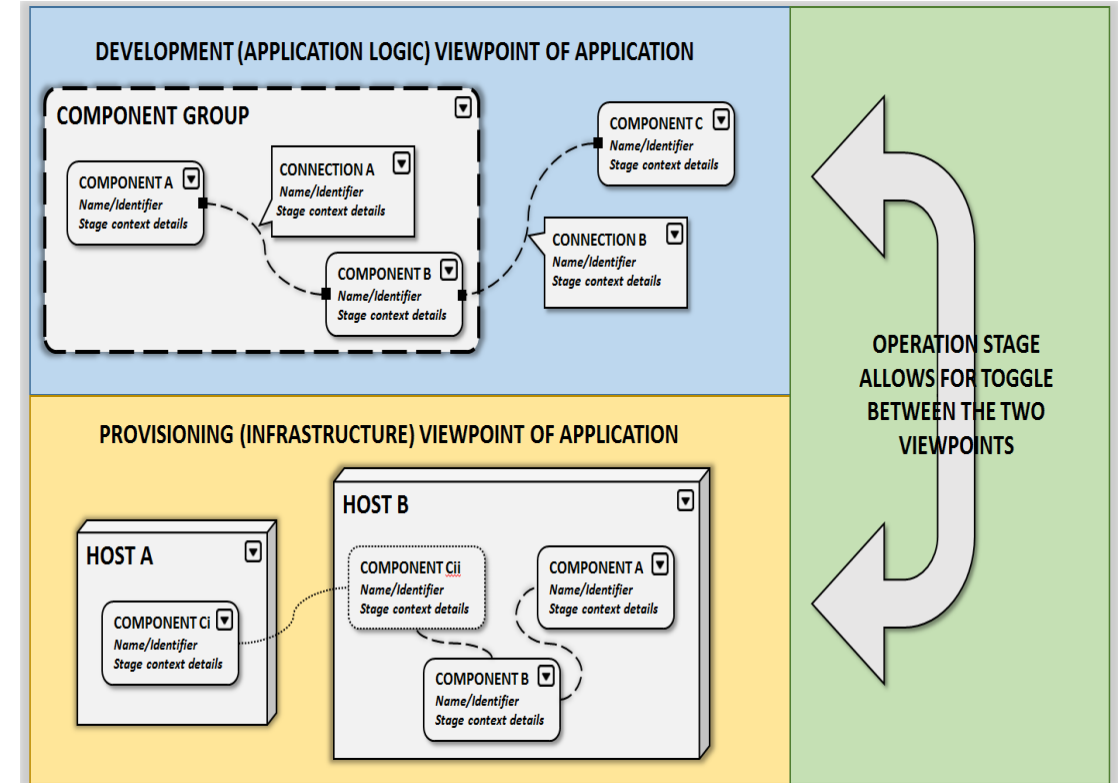 DEVELOPMENT (APPLICATION LOGIC) VIEWPOINT OF APPLICATION
COMPONENT GROUP
COMPONENT A
Name/Identifier
Stage context details
CONNECTION A
Name/Identifier
Stage context details
COMPONENT B
Name/Identifier
Stage context details
COMPONENT C
Name/Identifier
Stage context details
CONNECTION B
Name/Identifier
Stage context details
OPERATION STAGE
ALLOWS FOR TOGGLE
BETWEEN THE TWO
VIEWPOINTS
PROVISIONING (INFRASTRUCTURE) VIEWPOINT OF APPLICATION
HOST A
COMPONENT Ci
Name/Identifier
Stage context details
HOST B
COMPONENT Cii
Name/Identifier
Stage context details
COMPONENT A
Name/Identifier
Stage context details
COMPONENT B
Name/Identifier
Stage context details